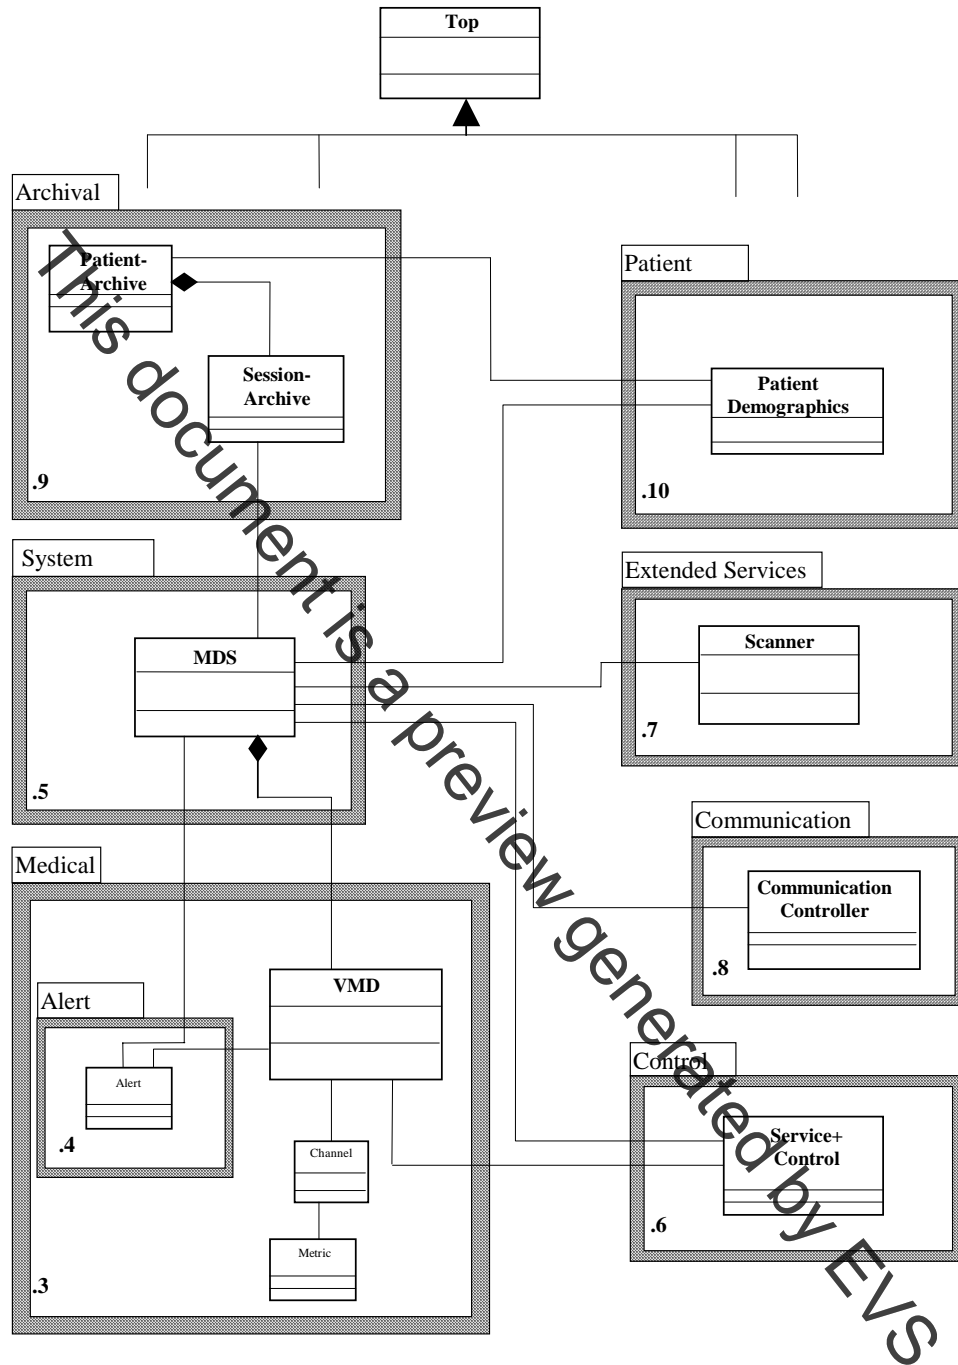 Top
Archival
Patient-
Archive
Session-
Archive
.9
Patient
Patient
Demographics
.10
System
MDS
.5
Extended Services
Scanner
.7
Communication
Communication
Controller
.8
Medical
VMD
Alert
Alert
.4
Channel
Metric
.3
Control
Service+
Control
.6
This document is a preview generated by EVS